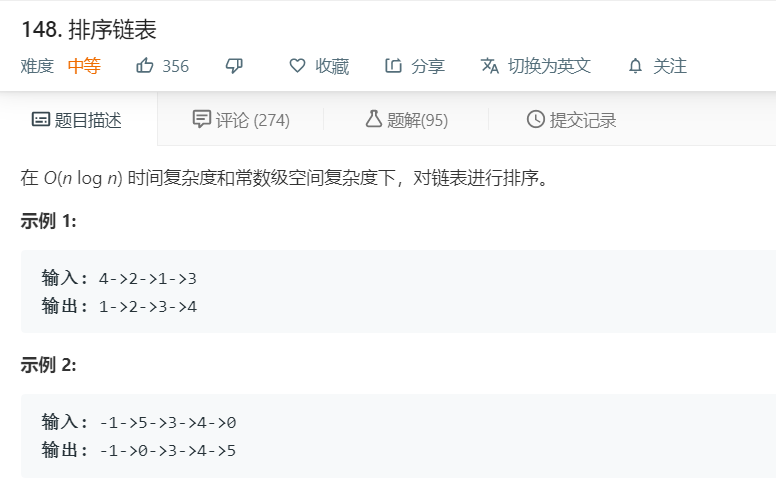 148. 排序链表
难度 中等 356 收藏 分享 切换为英文 关注
题目描述 评论 (274) 题解(95) 提交记录
在 O(n log n) 时间复杂度和常数级空间复杂度下，对链表进行排序。
示例 1:
输入: 4->2->1->3
输出: 1->2->3->4
示例 2:
输入: -1->5->3->4->0
输出: -1->0->3->4->5